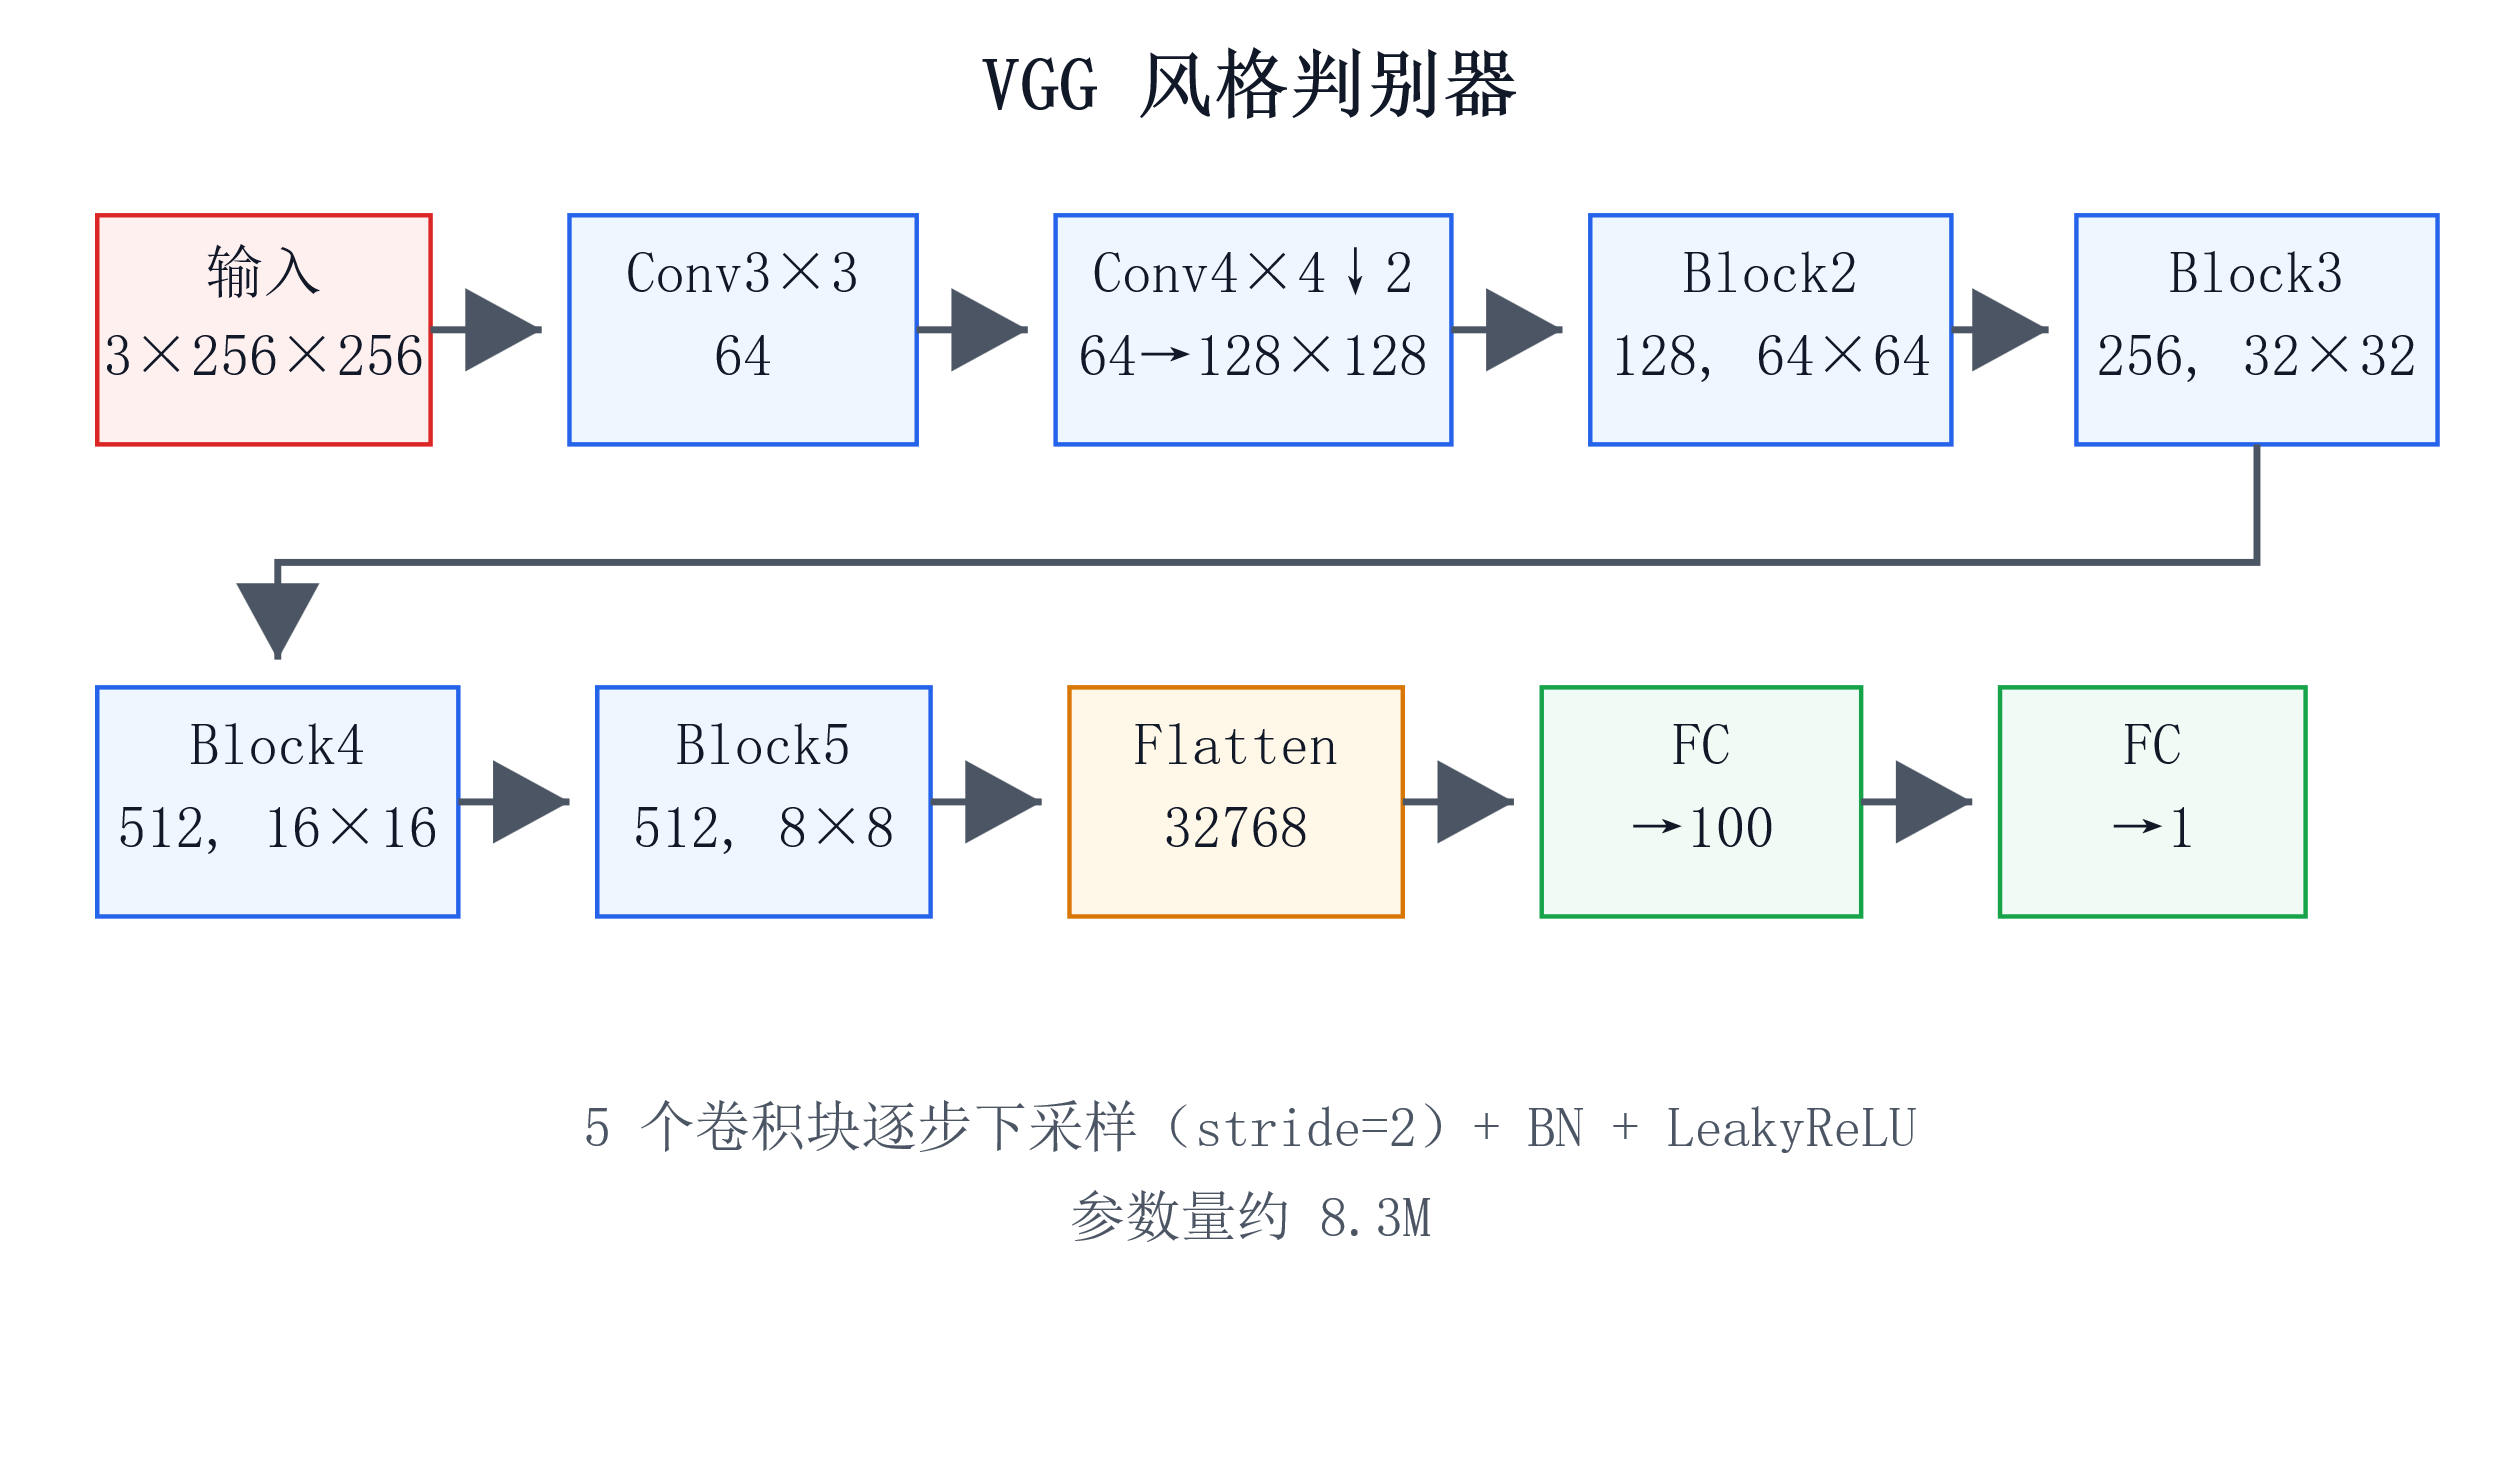 VGG 风格判别器
输入
3×256×256
Conv3×3
64
Conv4×4↓2
64→128×128
Block2
128, 64×64
Block3
256, 32×32
Block4
512, 16×16
Block5
512, 8×8
Flatten
32768
FC
→100
FC
→1
5 个卷积块逐步下采样（stride=2）+ BN + LeakyReLU
参数量约 8.3M